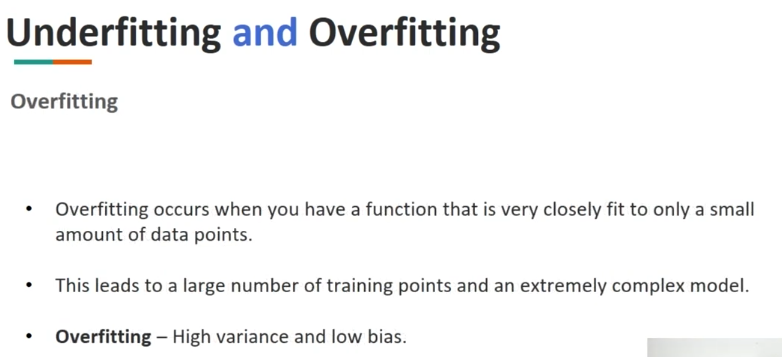 Underfitting and Overfitting
Overfitting
• Overfitting occurs when you have a function that is very closely fit to only a small
amount of data points.
• This leads to a large number of training points and an extremely complex model.
• Overfitting – High variance and low bias.